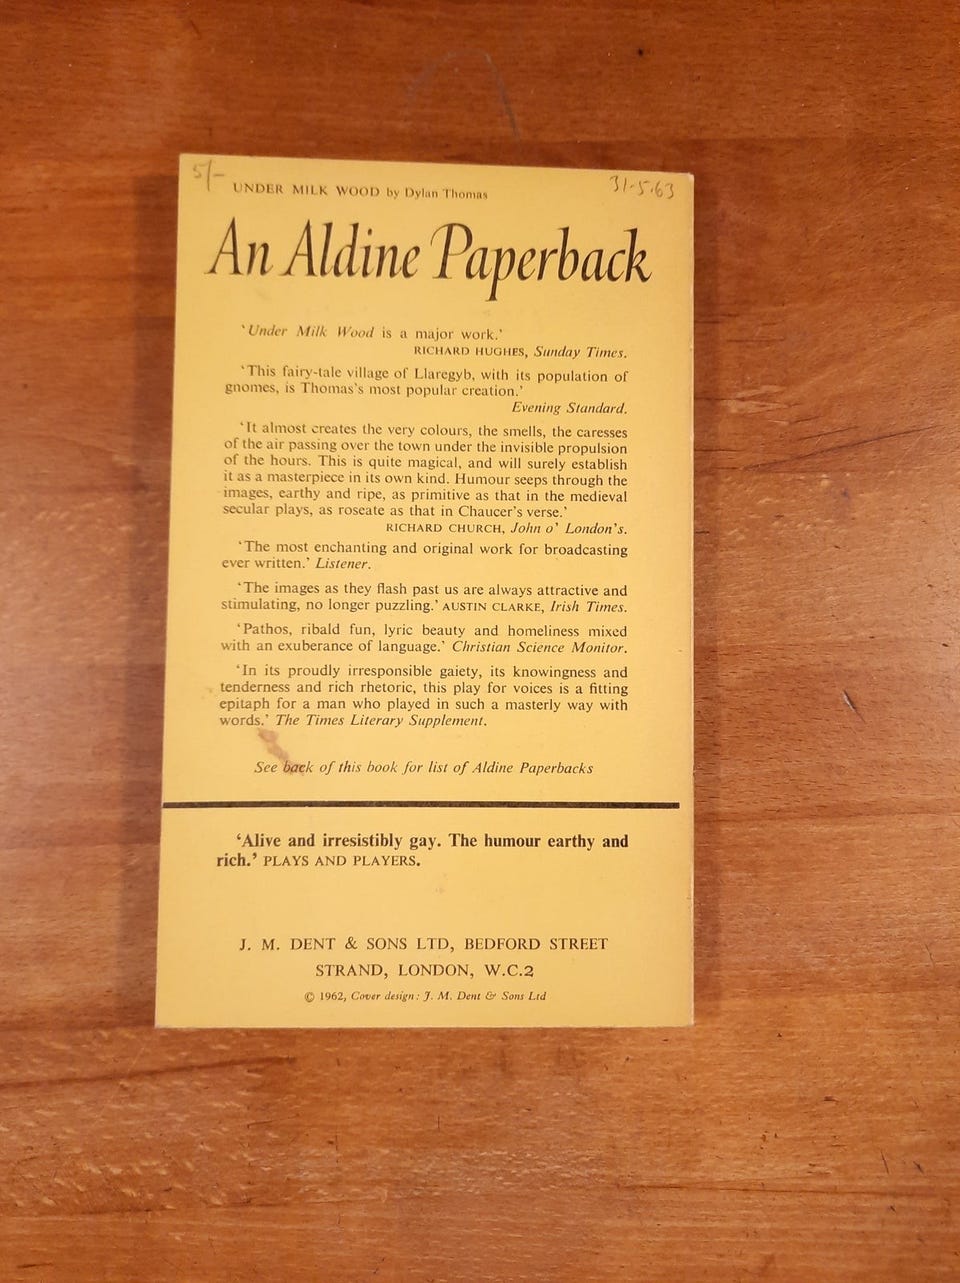 5/-
31-5-63
UNDER MILK WOOD by Dylan Thomas
An Aldine Paperback
‘Under Milk Wood is a major work.’
RICHARD HUGHES, Sunday Times.
‘This fairy-tale village of Llaregyb, with its population of
gnomes, is Thomas's most popular creation.’
Evening Standard.
‘It almost creates the very colours, the smells, the caresses
of the air passing over the town under the invisible propulsion
of the hours. This is quite magical, and will surely establish
it as a masterpiece in its own kind. Humour seeps through the
images, earthy and ripe, as primitive as that in the medieval
secular plays, as roseate as that in Chaucer's verse.’
RICHARD CHURCH, John o' London's.
‘The most enchanting and original work for broadcasting
ever written.’ Listener.
‘The images as they flash past us are always attractive and
stimulating, no longer puzzling.’ AUSTIN CLARKE, Irish Times.
‘Pathos, ribald fun, lyric beauty and homeliness mixed
with an exuberance of language.’ Christian Science Monitor.
‘In its proudly irresponsible gaiety, its knowingness and
tenderness and rich rhetoric, this play for voices is a fitting
epitaph for a man who played in such a masterly way with
words.’ The Times Literary Supplement.
See back of this book for list of Aldine Paperbacks
‘Alive and irresistibly gay. The humour earthy and
rich.’ PLAYS AND PLAYERS.
J. M. DENT & SONS LTD, BEDFORD STREET
STRAND, LONDON, W.C.2
© 1962, Cover design: J. M. Dent & Sons Ltd